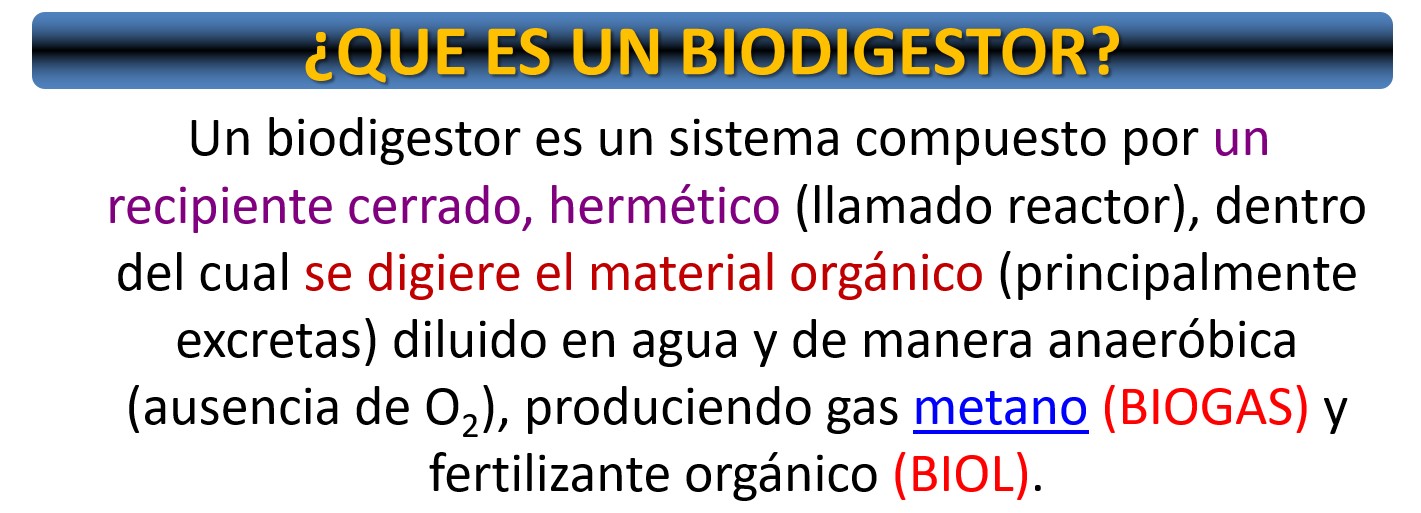 ¿QUE ES UN BIODIGESTOR?
Un biodigestor es un sistema compuesto por un
recipiente cerrado, hermético (llamado reactor), dentro
del cual se digiere el material orgánico (principalmente
excretas) diluido en agua y de manera anaeróbica
(ausencia de O₂), produciendo gas metano (BIOGAS) y
fertilizante orgánico (BIOL).